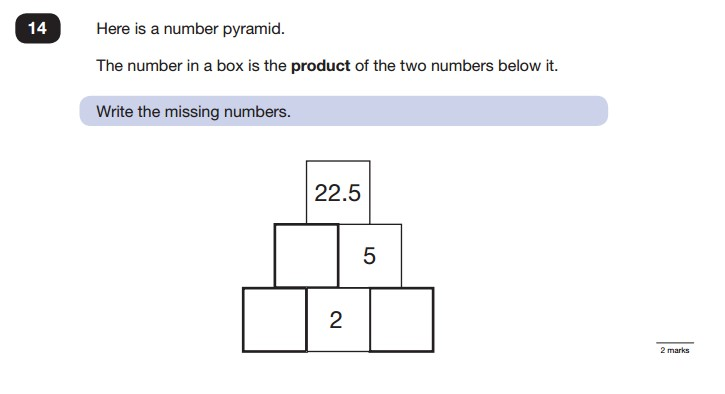 14
Here is a number pyramid.
The number in a box is the product of the two numbers below it.
Write the missing numbers.
22.5
5
2
2 marks